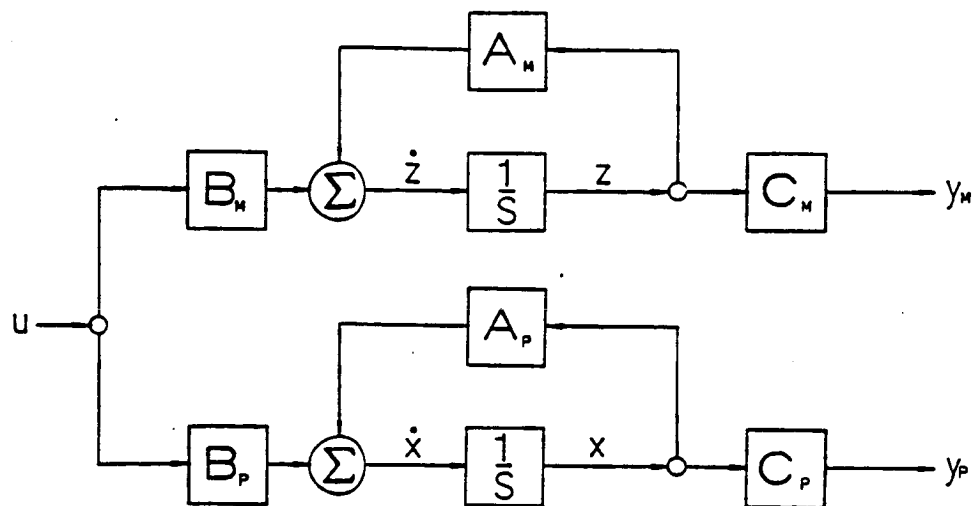 A_M
B_M
Σ
ż
1/S
z
C_M
y_M
u
A_P
B_P
Σ
ẋ
1/S
x
C_P
y_P